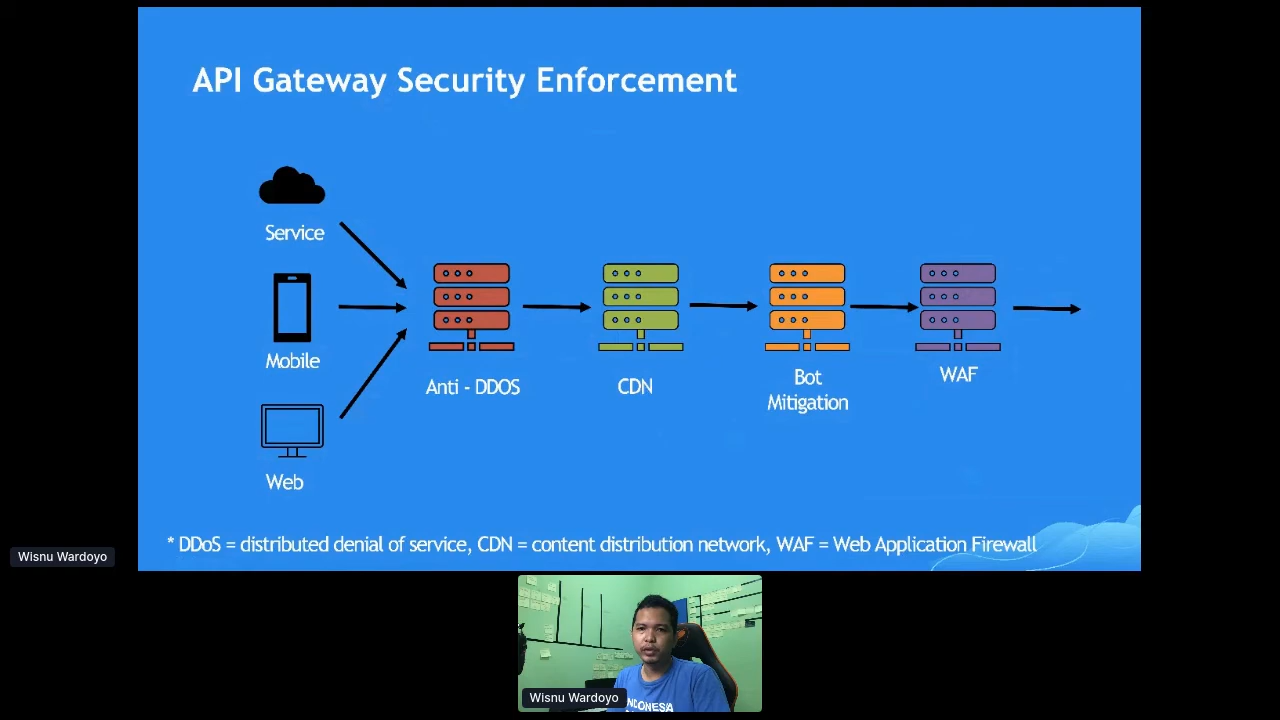 API Gateway Security Enforcement
Service
Mobile
Web
Anti - DDOS
CDN
Bot
Mitigation
WAF
* DDoS = distributed denial of service, CDN = content distribution network, WAF = Web Application Firewall
Wisnu Wardoyo
Wisnu Wardoyo